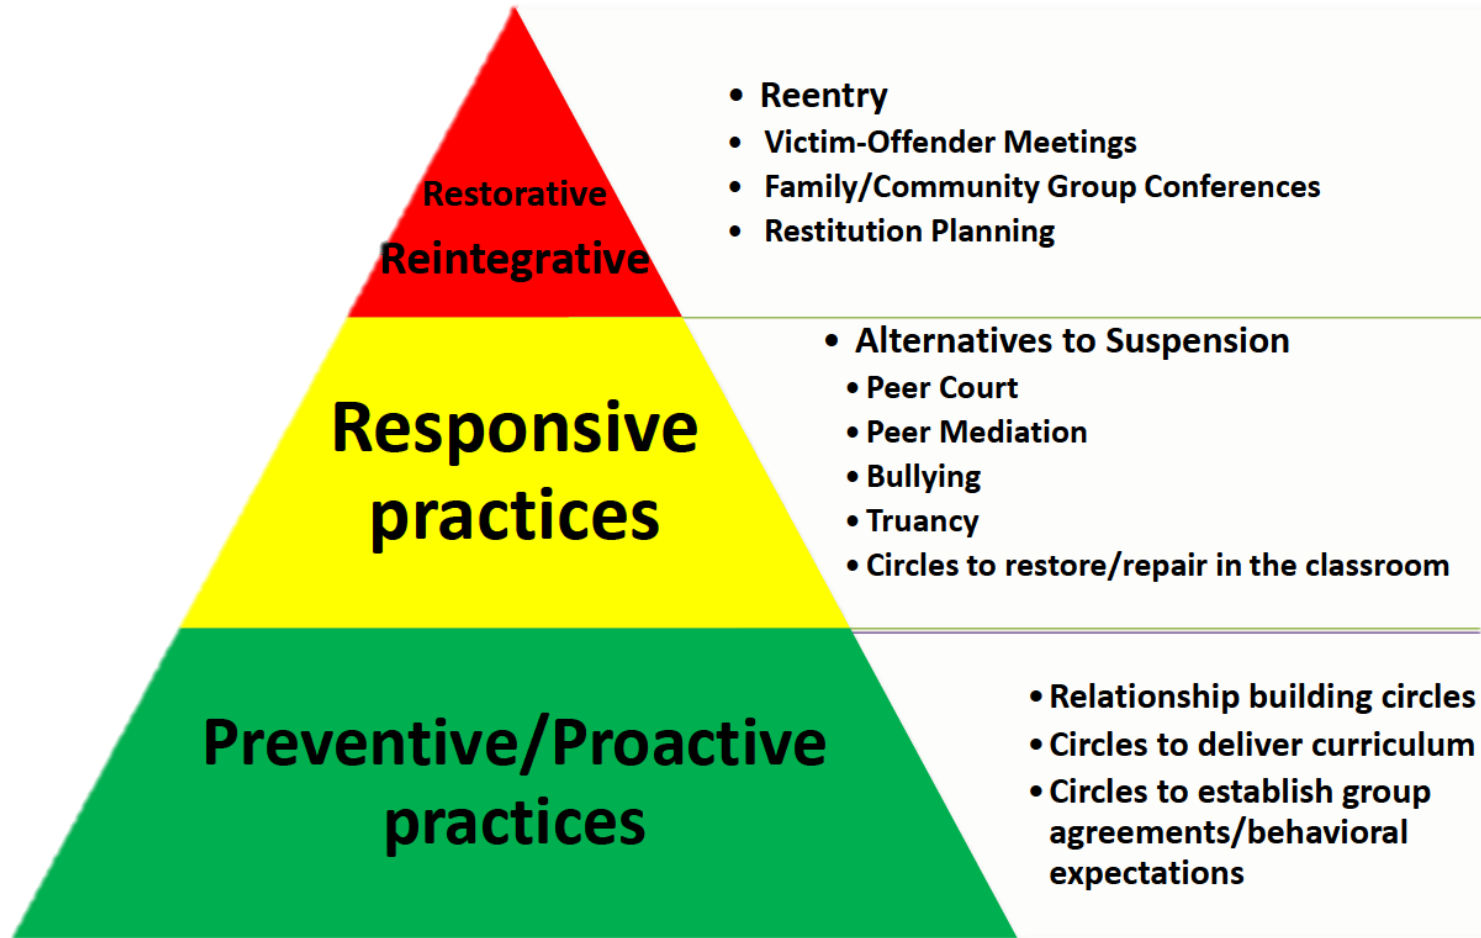 Restorative
Reintegrative
• Reentry
• Victim-Offender Meetings
• Family/Community Group Conferences
• Restitution Planning
Responsive
practices
• Alternatives to Suspension
• Peer Court
• Peer Mediation
• Bullying
• Truancy
• Circles to restore/repair in the classroom
Preventive/Proactive
practices
• Relationship building circles
• Circles to deliver curriculum
• Circles to establish group
agreements/behavioral
expectations